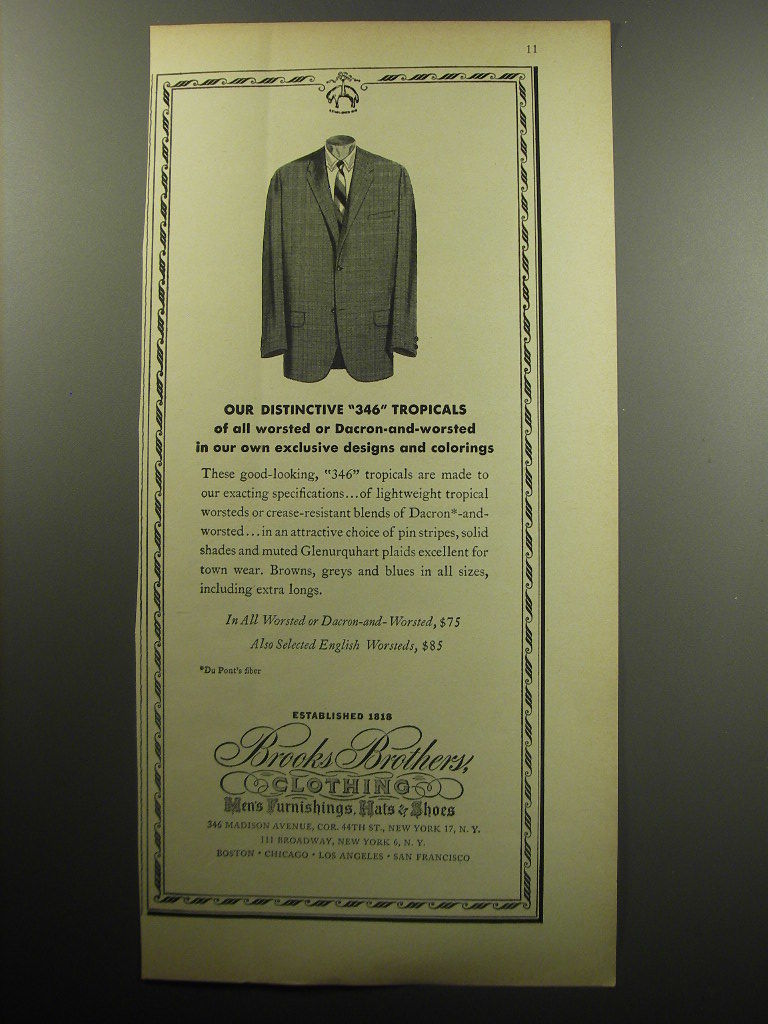 11
OUR DISTINCTIVE "346" TROPICALS
of all worsted or Dacron-and-worsted
in our own exclusive designs and colorings
These good-looking, "346" tropicals are made to
our exacting specifications...of lightweight tropical
worsteds or crease-resistant blends of Dacron*-and-
worsted...in an attractive choice of pin stripes, solid
shades and muted Glenurquhart plaids excellent for
town wear. Browns, greys and blues in all sizes,
including extra longs.
In All Worsted or Dacron-and-Worsted, $75
Also Selected English Worsteds, $85
*Du Pont's fiber
ESTABLISHED 1818
Brooks Brothers,
CLOTHING
Men's Furnishings, Hats & Shoes
346 MADISON AVENUE, COR. 44TH ST., NEW YORK 17, N. Y.
111 BROADWAY, NEW YORK 6, N. Y.
BOSTON • CHICAGO • LOS ANGELES • SAN FRANCISCO